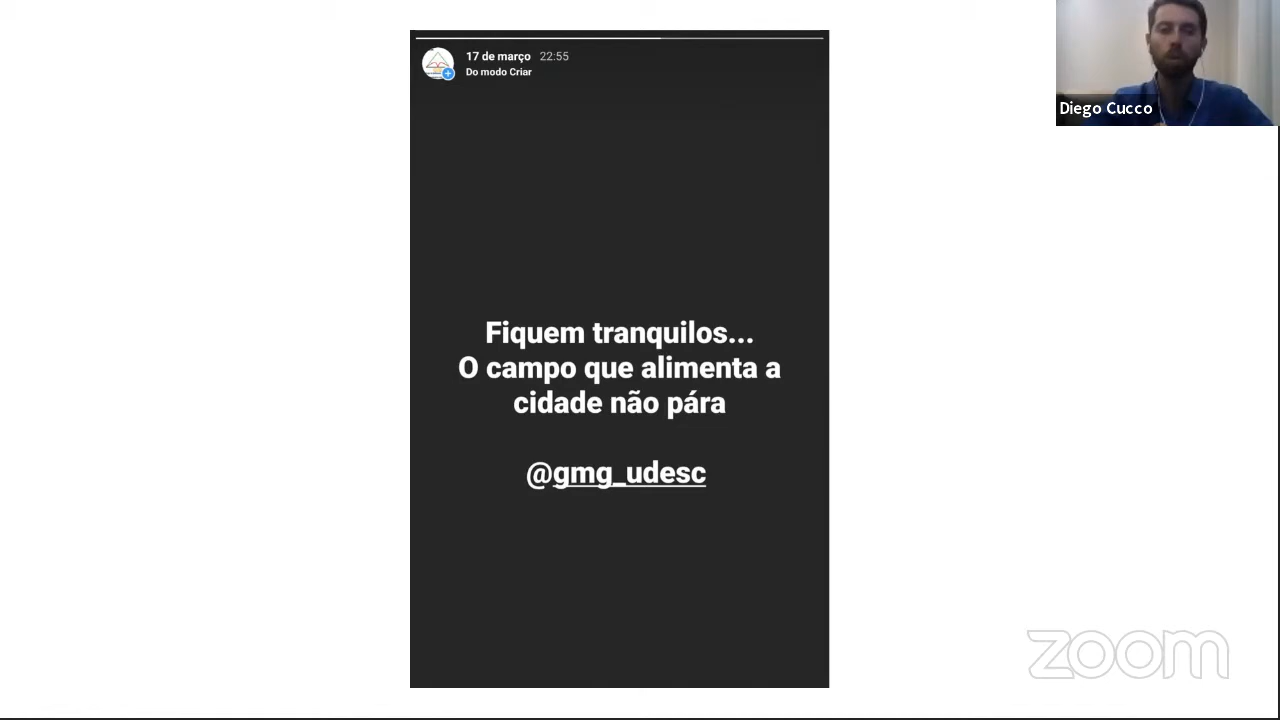 17 de março 22:55
Do modo Criar
Diego Cucco
Fiquem tranquilos...
O campo que alimenta a
cidade não pára
@gmg_udesc
zoom